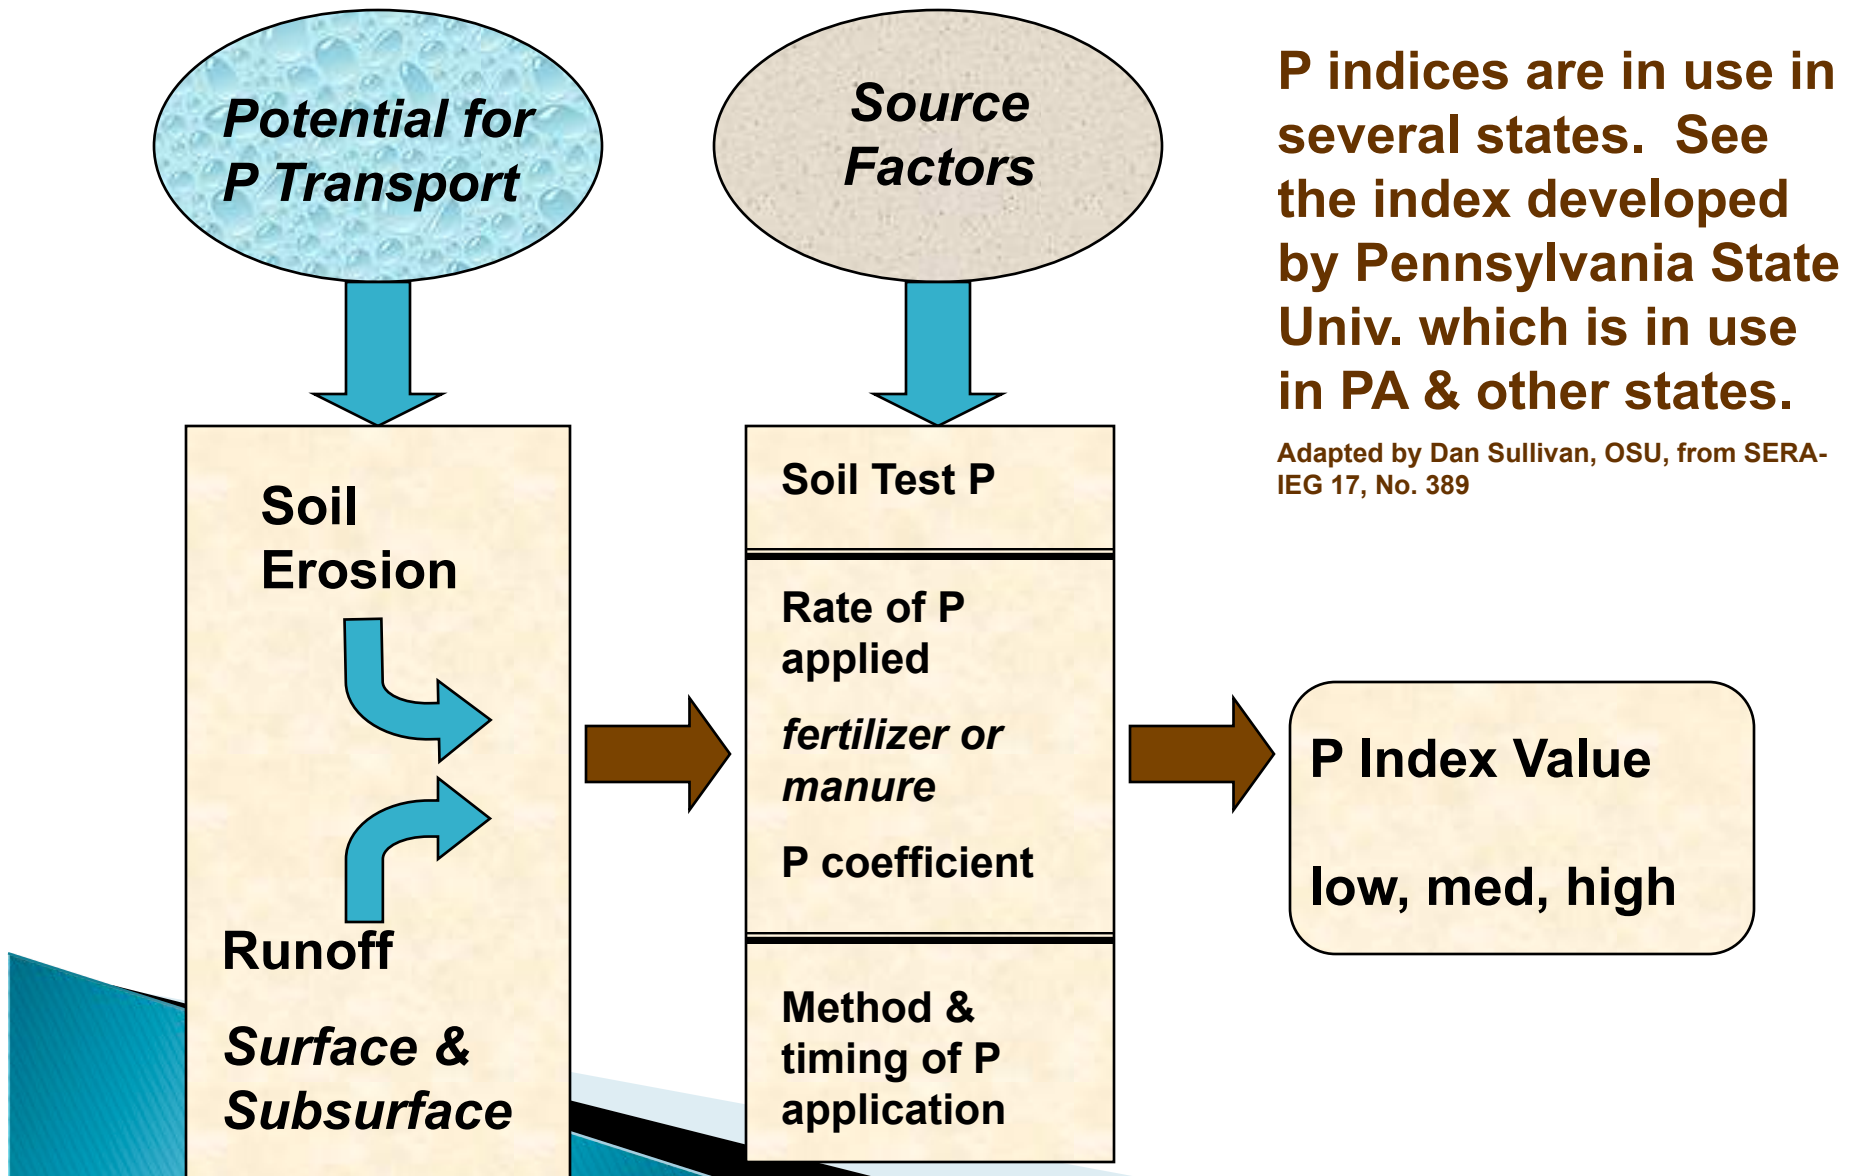 Potential for
P Transport
Source
Factors
P indices are in use in
several states.  See
the index developed
by Pennsylvania State
Univ. which is in use
in PA & other states.
Adapted by Dan Sullivan, OSU, from SERA-
IEG 17, No. 389
Soil
Erosion
Runoff
Surface &
Subsurface
Soil Test P
Rate of P
applied
fertilizer or
manure
P coefficient
Method &
timing of P
application
P Index Value
low, med, high